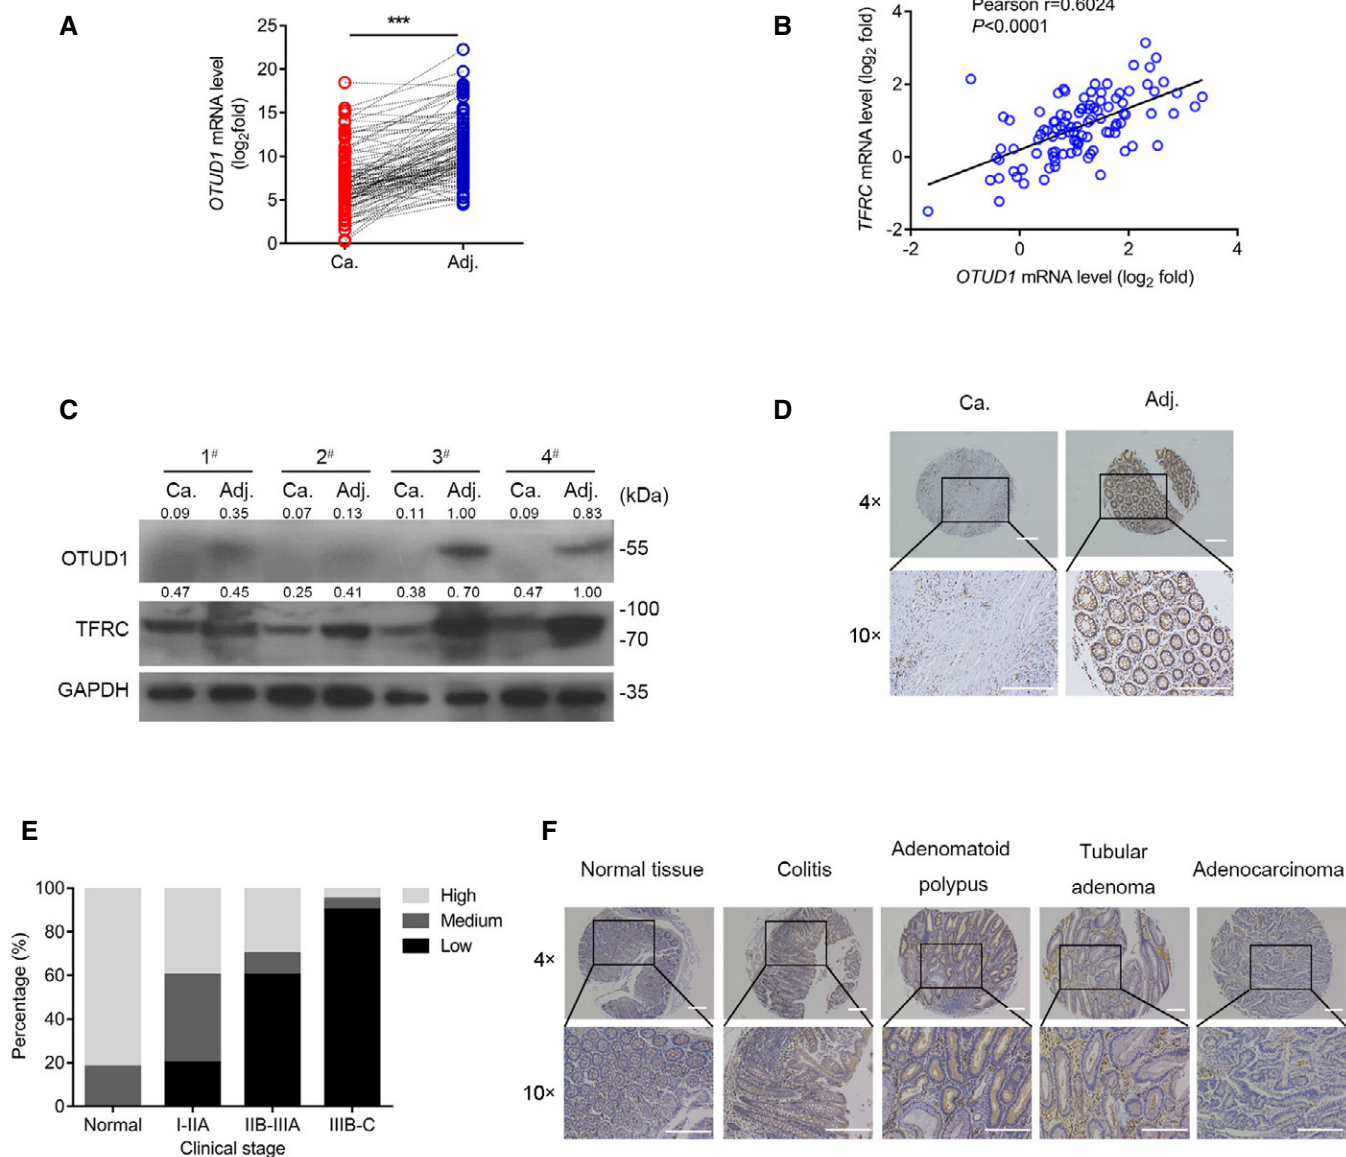 A
***
25
20
15
10
5
0
OTUD1 mRNA level
(log2fold)
Ca. Adj.
B
Pearson r=0.6024
P<0.0001
4
2
0
-2
TFRC mRNA level (log2 fold)
-2 0 2 4
OTUD1 mRNA level (log2 fold)
C
1# 2# 3# 4#
Ca. Adj. Ca. Adj. Ca. Adj. Ca. Adj. (kDa)
0.09 0.35 0.07 0.13 0.11 1.00 0.09 0.83
OTUD1 -55
0.47 0.45 0.25 0.41 0.38 0.70 0.47 1.00
-100
TFRC
-70
GAPDH -35
D
Ca. Adj.
4×
10×
E
100
80
60
40
20
0
Percentage (%)
High
Medium
Low
Normal I-IIA IIB-IIIA IIIB-C
Clinical stage
F
Normal tissue Colitis Adenomatoid polypus Tubular adenoma Adenocarcinoma
4×
10×